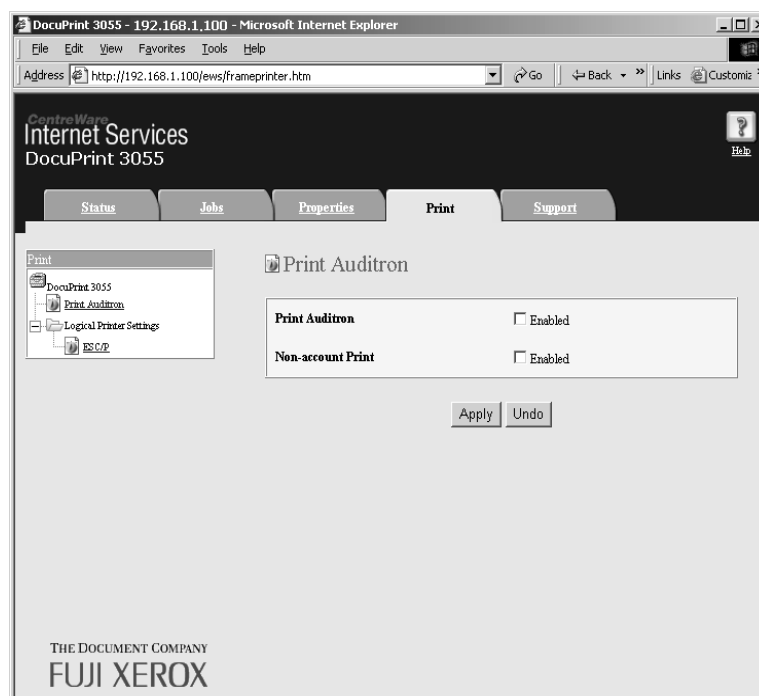 DocuPrint 3055 - 192.168.1,100 - Microsoft Internet Explorer
File Edit View Favorites Tools Help
Address http://192.168.1.100/ews/frameprinter.htm Go Back » Links Customiz
CentreWare
Internet Services
DocuPrint 3055
Help
Status Jobs Properties Print Support
Print
DocuPrint 3055
Print Auditron
Logical Printer Settings
ESC/P
Print Auditron
Print Auditron Enabled
Non-account Print Enabled
Apply Undo
THE DOCUMENT COMPANY
FUJI XEROX